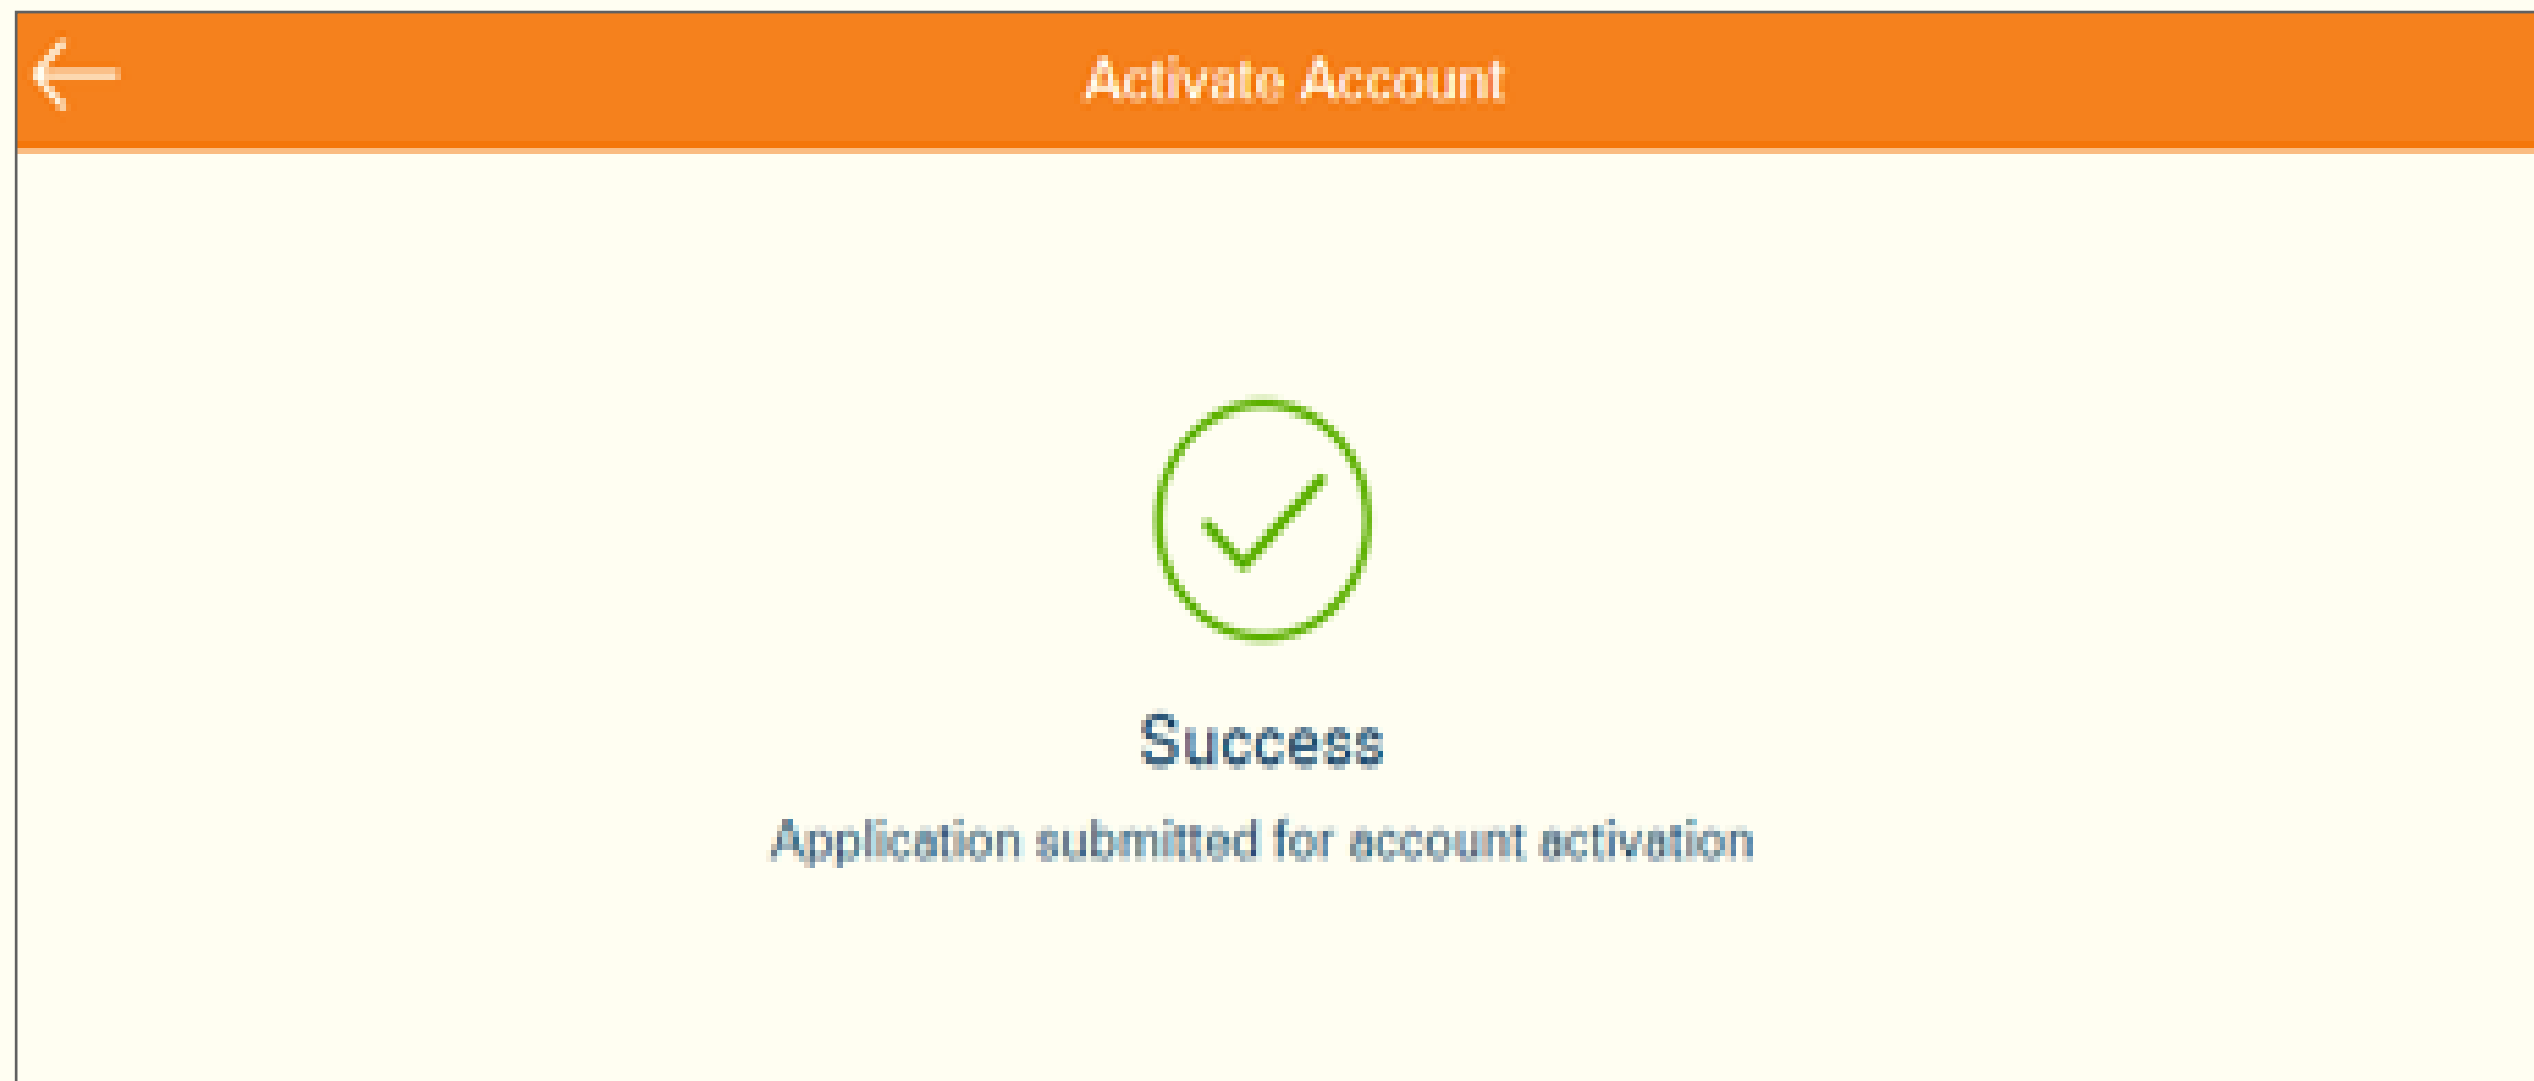 Activate Account
Success
Application submitted for account activation